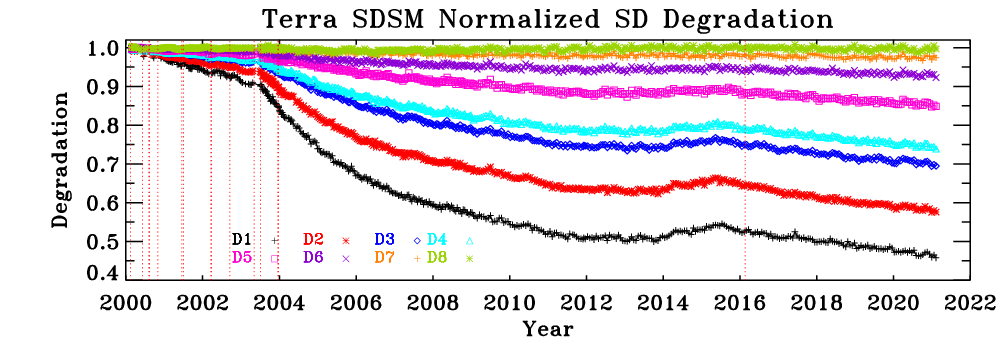 Terra SDSM Normalized SD Degradation
Degradation
1.0
0.9
0.8
0.7
0.6
0.5
0.4
D1 D2 D3 D4
D5 D6 D7 D8
2000 2002 2004 2006 2008 2010 2012 2014 2016 2018 2020 2022
Year